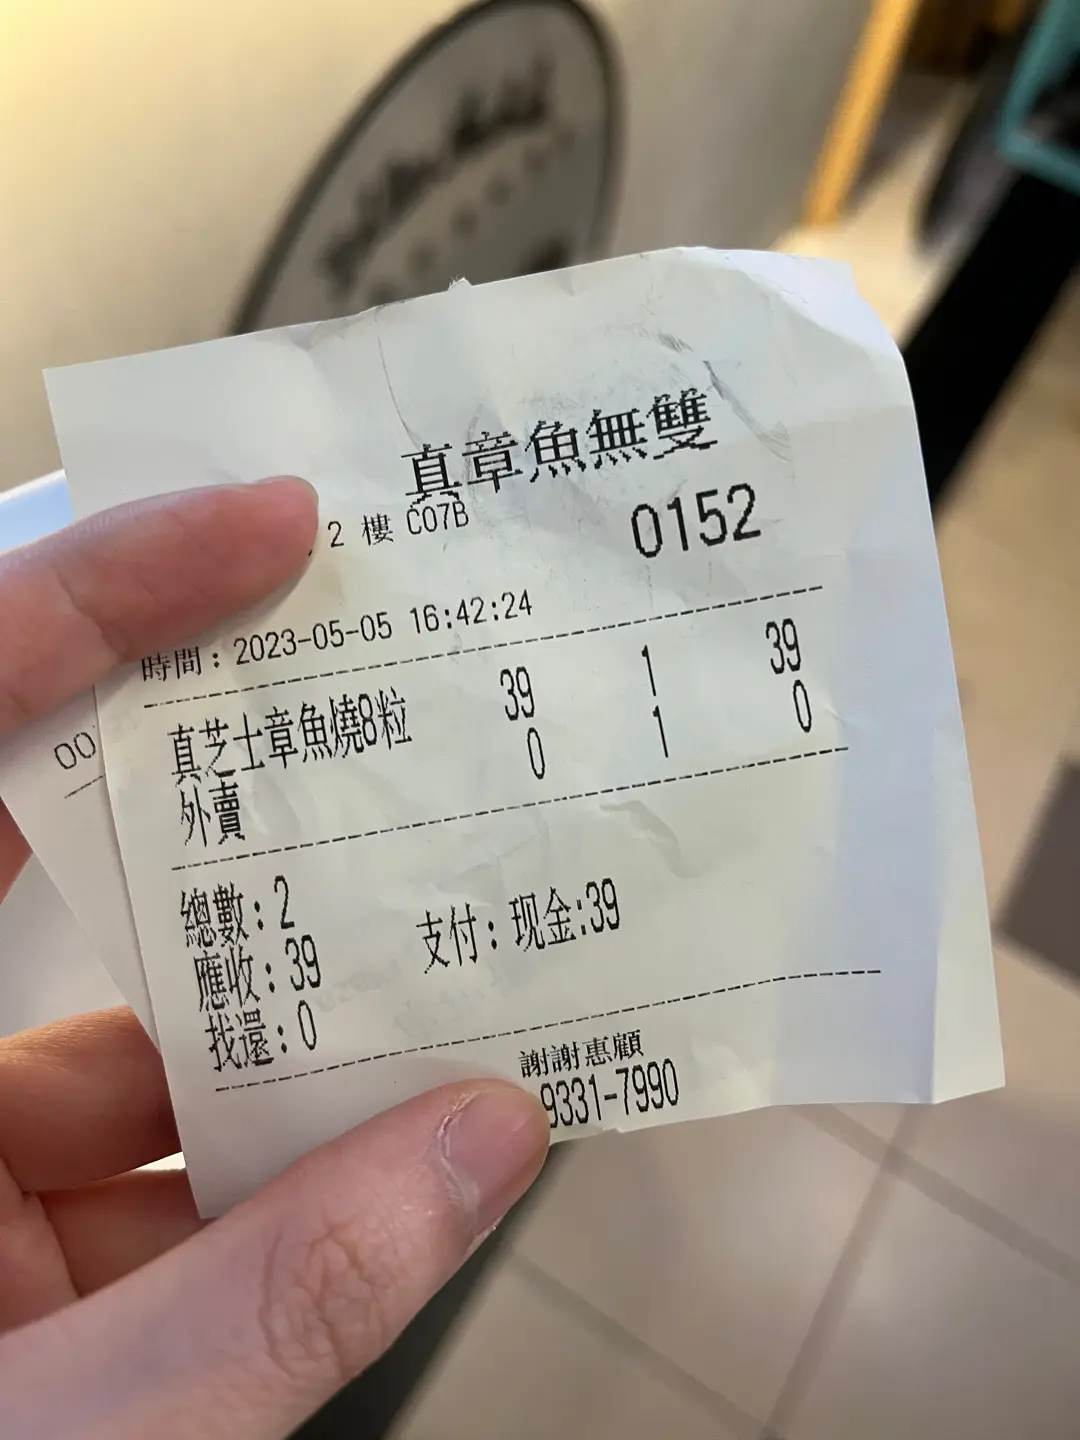 真章魚無雙
2 樓 C07B
0152
時間：2023-05-05 16:42:24
真芝士章魚燒8粒 39 1 39
外賣 0 1 0
總數：2
應收：39 支付：现金:39
找還：0
謝謝惠顧
9331-7990
00